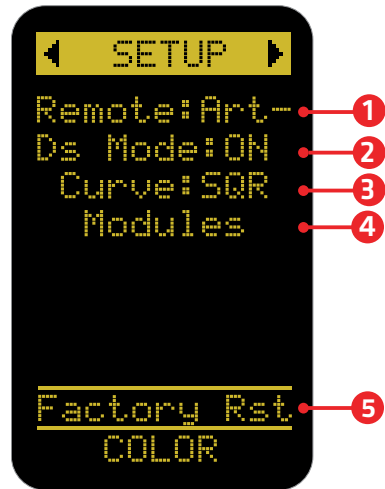 SETUP
Remote:Art- 1
Ds Mode:ON 2
Curve:SQR 3
Modules 4
Factory Rst 5
COLOR